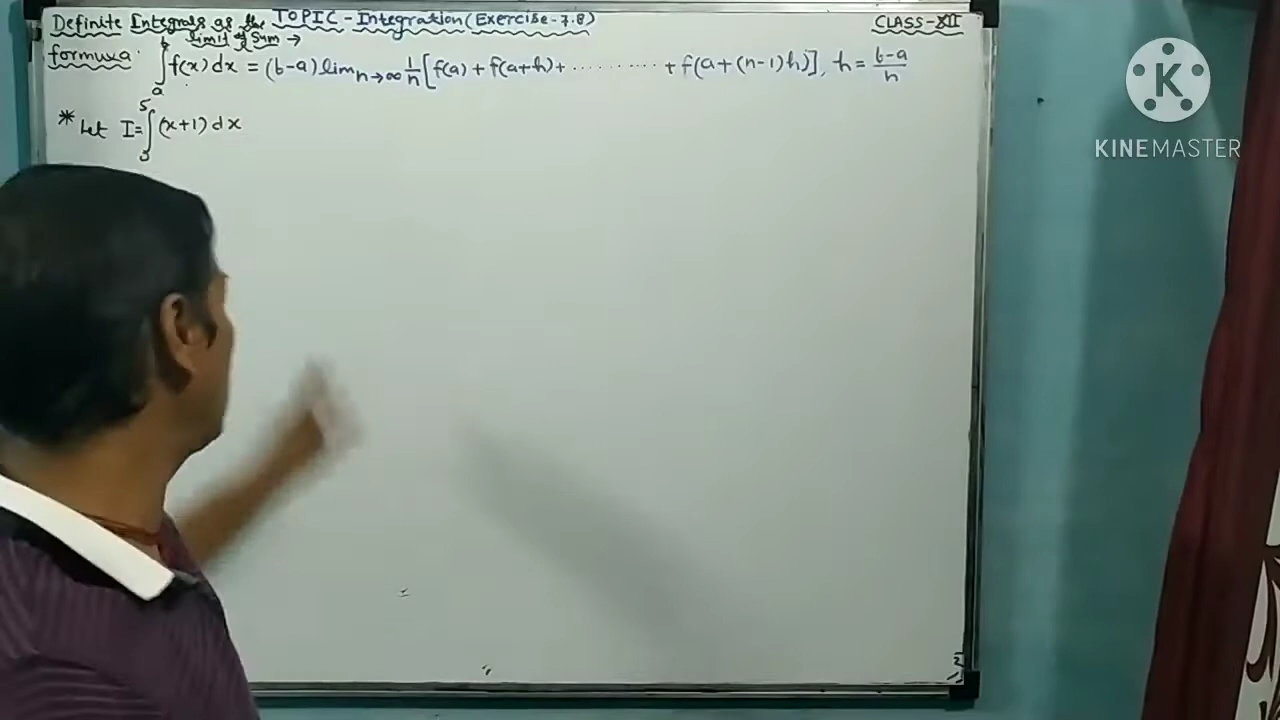 Definite Integrals as the TOPIC - Integration (Exercise-7.8) CLASS-XII
limit of Sum →
formula ∫ₐᵇ f(x) dx = (b-a) lim n→∞ 1/n [f(a) + f(a+h) + .......... + f(a+(n-1)h)], h = b-a/n
* Let I = ∫₀⁵ (x+1) dx
K
KINEMASTER